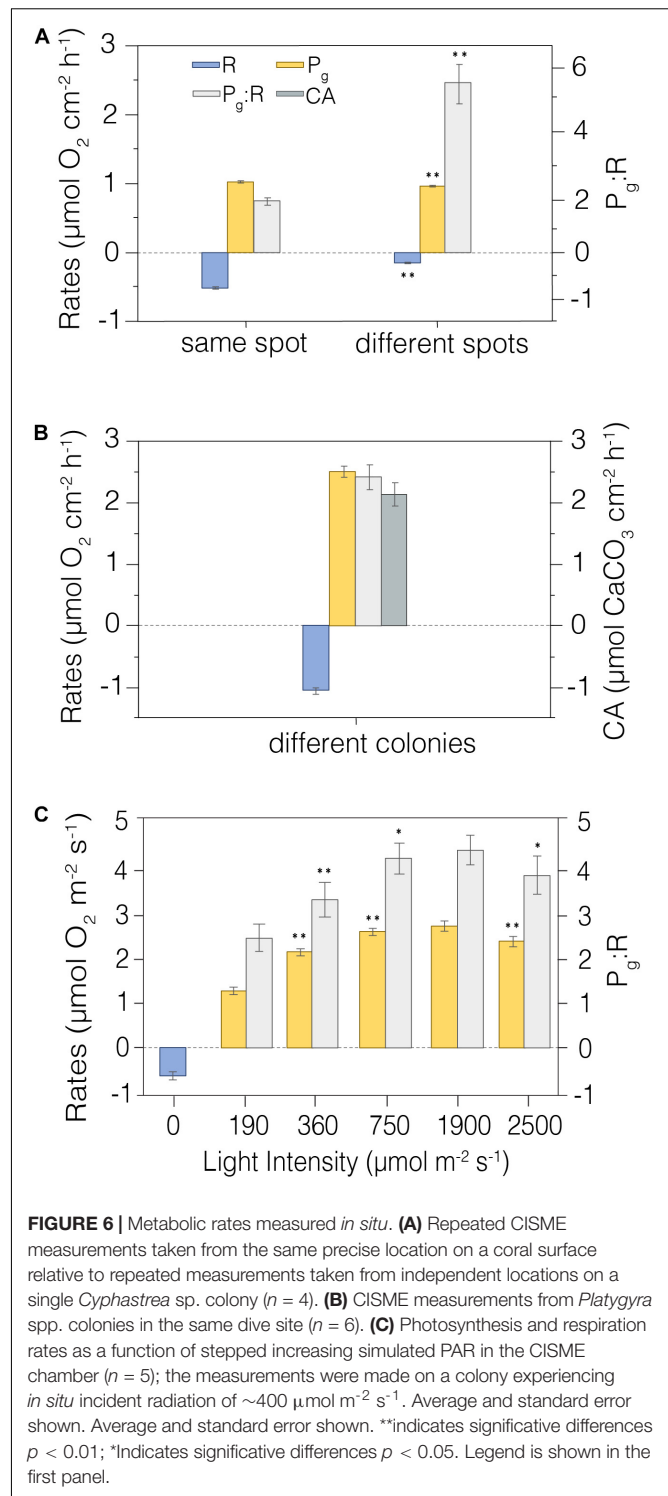 A
R
Pg
Pg:R
CA
**
**
**
3
2
1
0
-1
Rates (µmol O2 cm-2 h-1)
6
4
2
0
-1
Pg:R
same spot
different spots
B
3
2
1
0
-1
Rates (µmol O2 cm-2 h-1)
3
2
1
0
-1
CA (µmol CaCO3 cm-2 h-1)
different colonies
C
5
4
3
2
1
0
-1
Rates (µmol O2 m-2 s-1)
**
**
**
*
**
*
5
4
3
2
1
0
-1
Pg:R
0 190 360 750 1900 2500
Light Intensity (µmol m-2 s-1)
FIGURE 6 | Metabolic rates measured in situ. (A) Repeated CISME
measurements taken from the same precise location on a coral surface
relative to repeated measurements taken from independent locations on a
single Cyphastrea sp. colony (n = 4). (B) CISME measurements from Platygyra
spp. colonies in the same dive site (n = 6). (C) Photosynthesis and respiration
rates as a function of stepped increasing simulated PAR in the CISME
chamber (n = 5); the measurements were made on a colony experiencing
in situ incident radiation of ~400 µmol m-2 s-1. Average and standard error
shown. Average and standard error shown. **indicates significative differences
p < 0.01; *Indicates significative differences p < 0.05. Legend is shown in the
first panel.